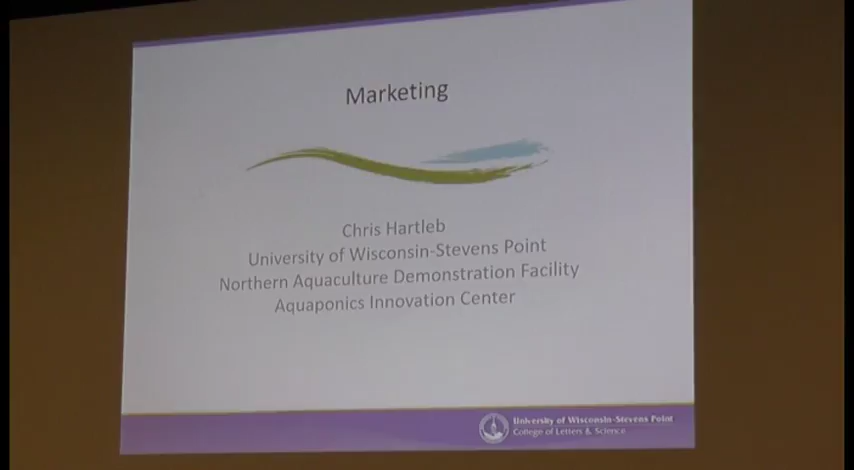 Marketing
Chris Hartleb
University of Wisconsin-Stevens Point
Northern Aquaculture Demonstration Facility
Aquaponics Innovation Center
University of Wisconsin-Stevens Point
College of Letters & Science